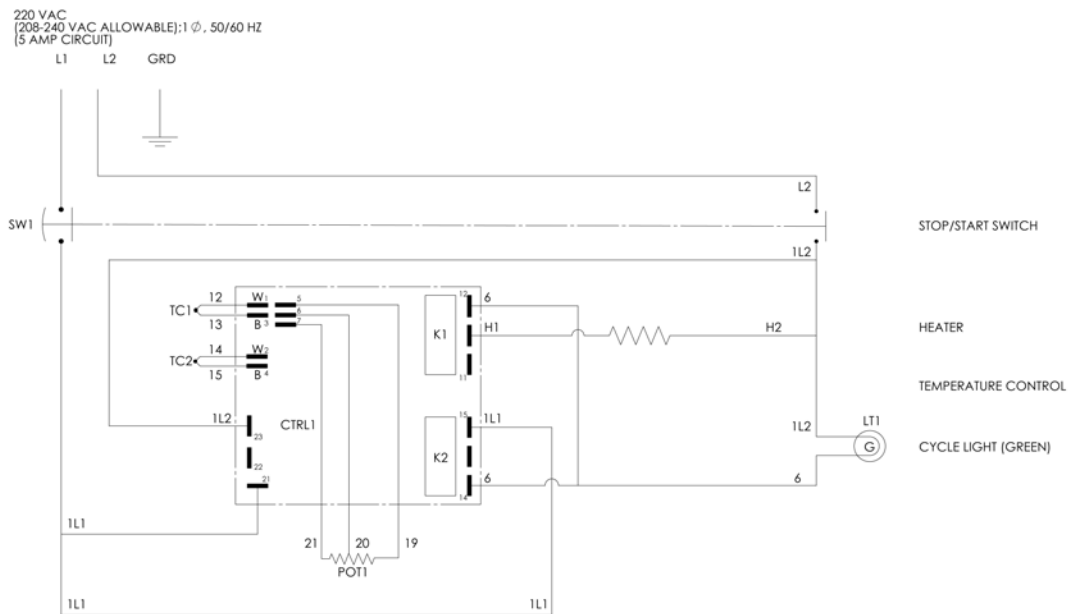 220 VAC
(208-240 VAC ALLOWABLE);1 Ø, 50/60 HZ
(5 AMP CIRCUIT)
L1 L2 GRD
L2
SW1 STOP/START SWITCH
1L2
12 W 1 5 12 6
TC1 6
13 B 3 7 K1 H1 H2 HEATER
14 W 2 11
TC2
15 B 4 TEMPERATURE CONTROL
1L2 23 CTRL1 15 1L1 1L2 LT1
22 K2 G CYCLE LIGHT (GREEN)
21 14 6 6
1L1
21 20 19
POT1
1L1 1L1